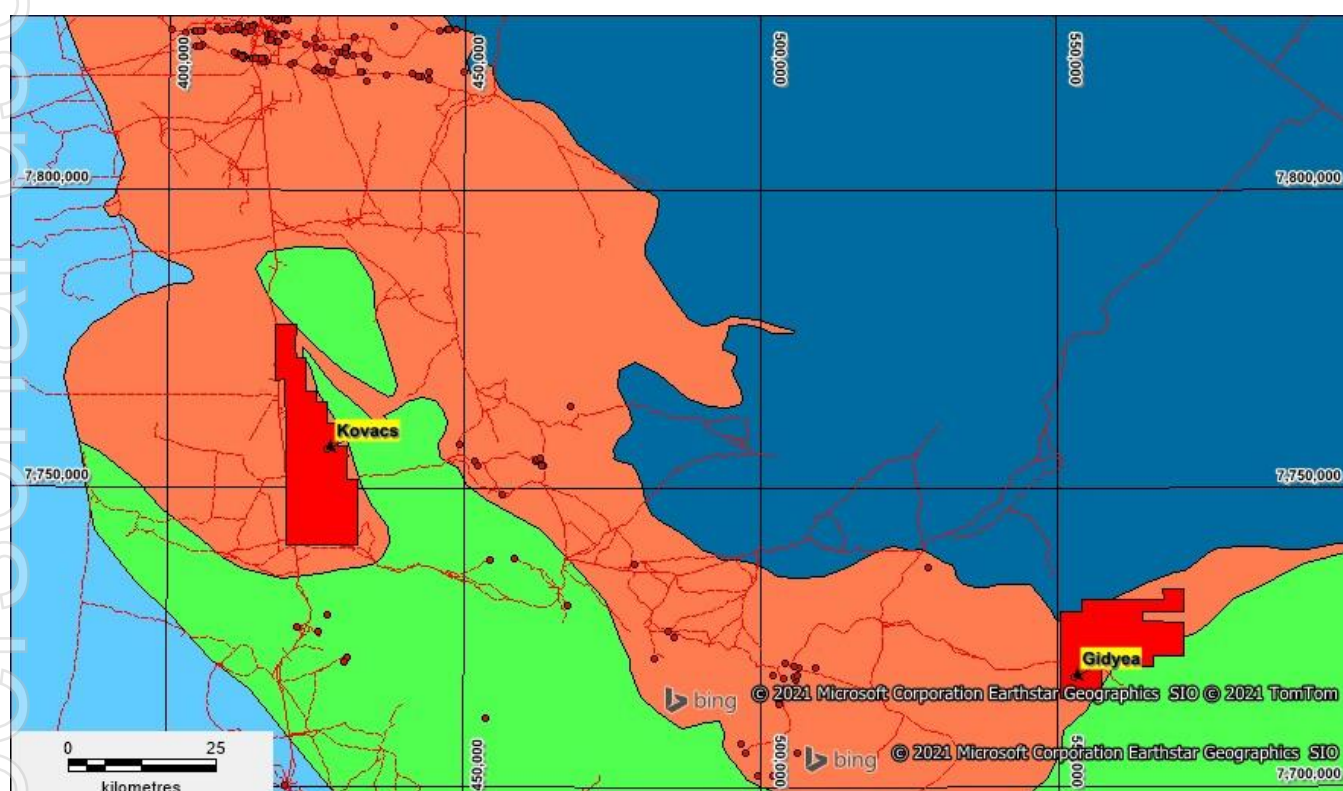 400,000
450,000
500,000
550,000
7,800,000
7,800,000
Kovacs
7,750,000
7,750,000
Gidyea
bing © 2021 Microsoft Corporation Earthstar Geographics SIO © 2021 TomTom
450,000
500,000
bing © 2021 Microsoft Corporation Earthstar Geographics SIO
7,700,000
0 25
kilometres